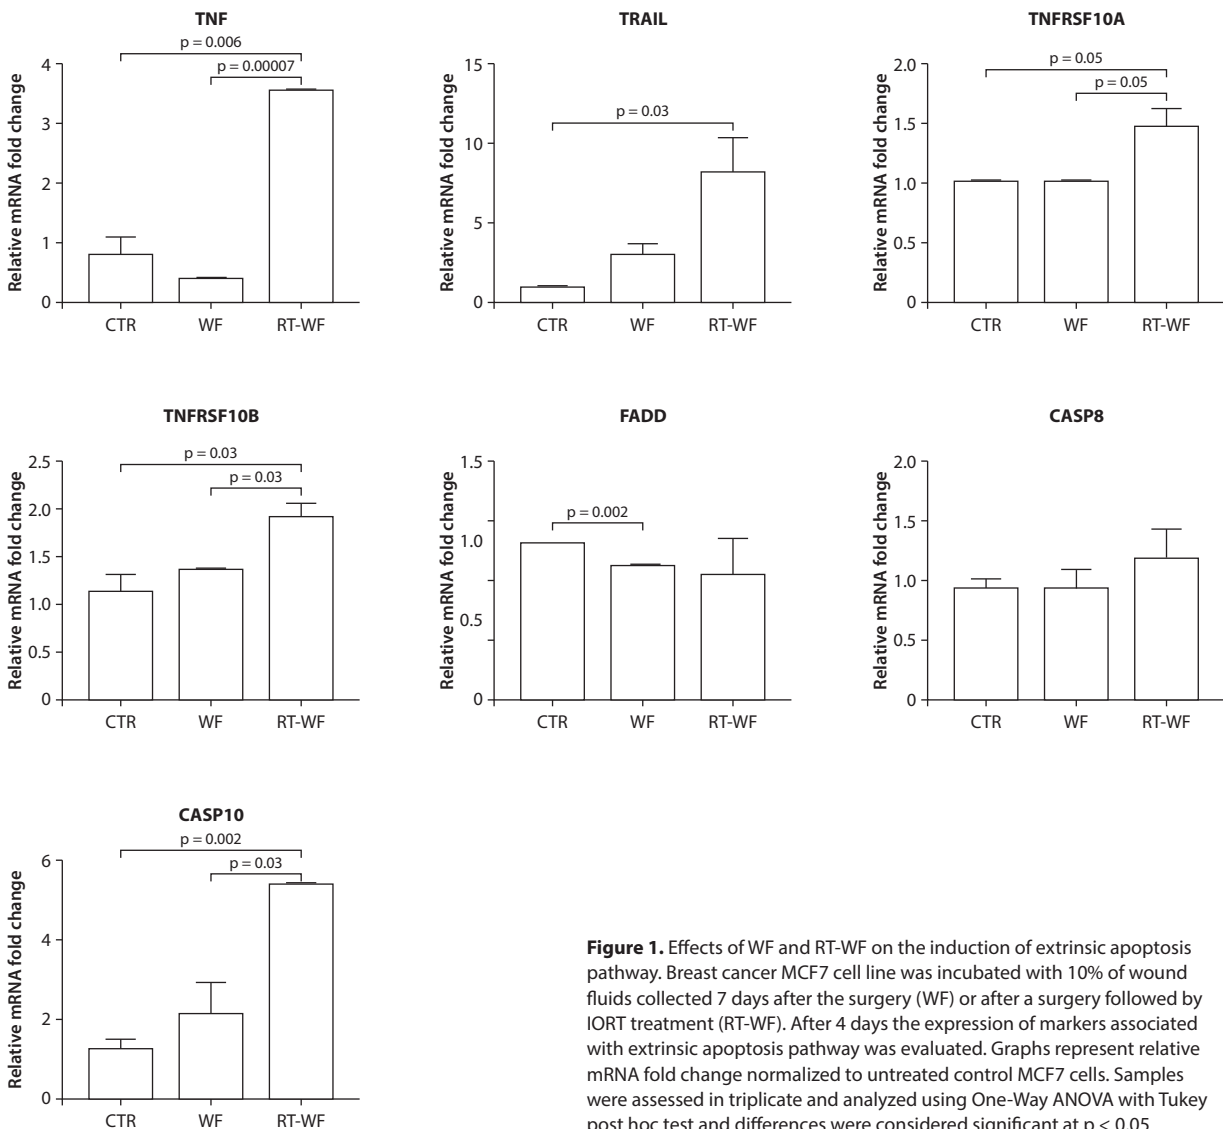 TNF
p = 0.006
p = 0.00007
Relative mRNA fold change
4
3
2
1
0
CTR WF RT-WF
TRAIL
p = 0.03
Relative mRNA fold change
15
10
5
0
CTR WF RT-WF
TNFRSF10A
p = 0.05
p = 0.05
Relative mRNA fold change
2.0
1.5
1.0
0.5
0
CTR WF RT-WF
TNFRSF10B
p = 0.03
p = 0.03
Relative mRNA fold change
2.5
2.0
1.5
1.0
0.5
0
CTR WF RT-WF
FADD
p = 0.002
Relative mRNA fold change
1.5
1.0
0.5
0
CTR WF RT-WF
CASP8
Relative mRNA fold change
2.0
1.5
1.0
0.5
0
CTR WF RT-WF
CASP10
p = 0.002
p = 0.03
Relative mRNA fold change
6
4
2
0
CTR WF RT-WF
Figure 1. Effects of WF and RT-WF on the induction of extrinsic apoptosis
pathway. Breast cancer MCF7 cell line was incubated with 10% of wound
fluids collected 7 days after the surgery (WF) or after a surgery followed by
IORT treatment (RT-WF). After 4 days the expression of markers associated
with extrinsic apoptosis pathway was evaluated. Graphs represent relative
mRNA fold change normalized to untreated control MCF7 cells. Samples
were assessed in triplicate and analyzed using One-Way ANOVA with Tukey
post hoc test and differences were considered significant at p < 0.05